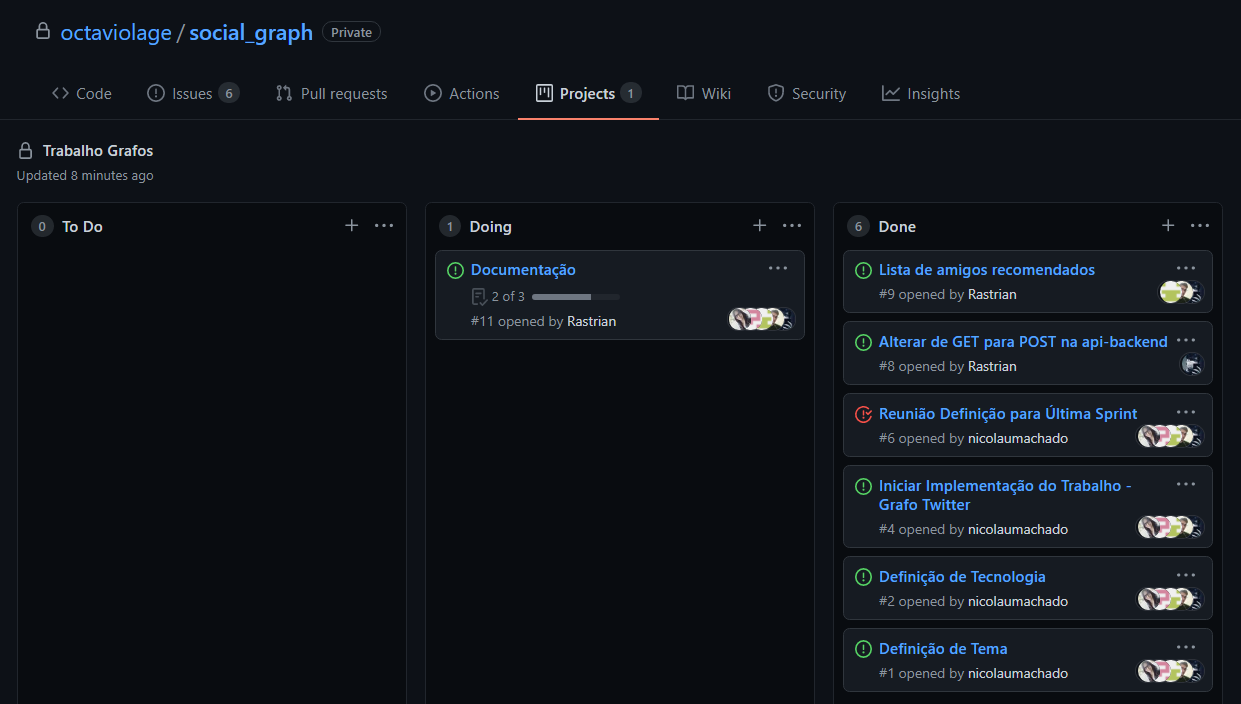 octaviolage / social_graph Private
Code Issues 6 Pull requests Actions Projects 1 Wiki Security Insights
Trabalho Grafos
Updated 8 minutes ago
0 To Do
1 Doing
Documentação
2 of 3
#11 opened by Rastrian
6 Done
Lista de amigos recomendados
#9 opened by Rastrian
Alterar de GET para POST na api-backend
#8 opened by Rastrian
Reunião Definição para Última Sprint
#6 opened by nicolaumachado
Iniciar Implementação do Trabalho -
Grafo Twitter
#4 opened by nicolaumachado
Definição de Tecnologia
#2 opened by nicolaumachado
Definição de Tema
#1 opened by nicolaumachado